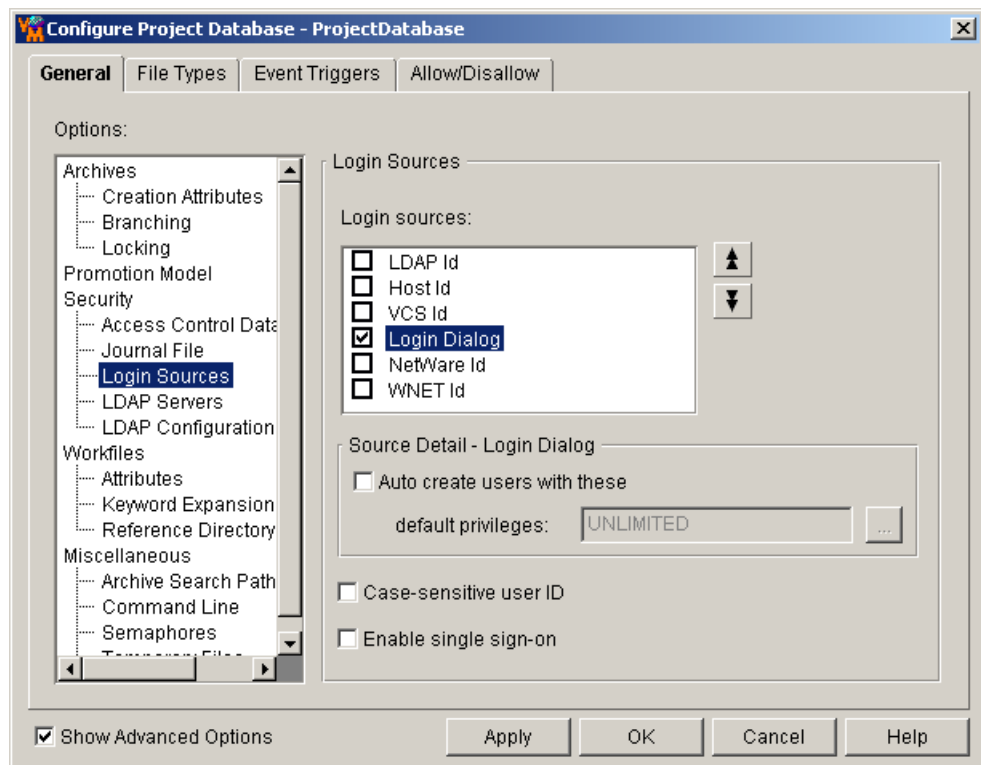 Configure Project Database - ProjectDatabase
General File Types Event Triggers Allow/Disallow
Options:
Archives
Creation Attributes
Branching
Locking
Promotion Model
Security
Access Control Data
Journal File
Login Sources
LDAP Servers
LDAP Configuration
Workfiles
Attributes
Keyword Expansion
Reference Directory
Miscellaneous
Archive Search Path
Command Line
Semaphores
Temporary Files
Login Sources
Login sources:
LDAP Id
Host Id
VCS Id
Login Dialog
NetWare Id
WNET Id
Source Detail - Login Dialog
Auto create users with these
default privileges: UNLIMITED ...
Case-sensitive user ID
Enable single sign-on
Show Advanced Options Apply OK Cancel Help